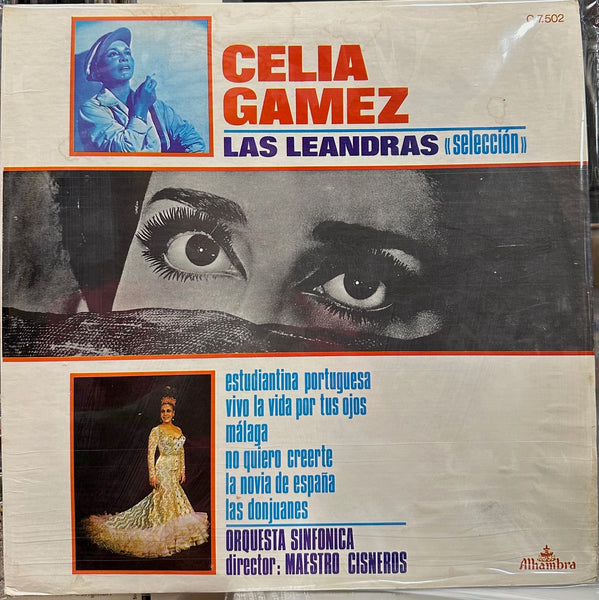 C 7.502
CELIA
GAMEZ
LAS LEANDRAS «selección»
estudiantina portuguesa
vivo la vida por tus ojos
málaga
no quiero creerte
la novia de españa
las donjuanes
ORQUESTA SINFONICA
director: MAESTRO CISNEROS
Alhambra